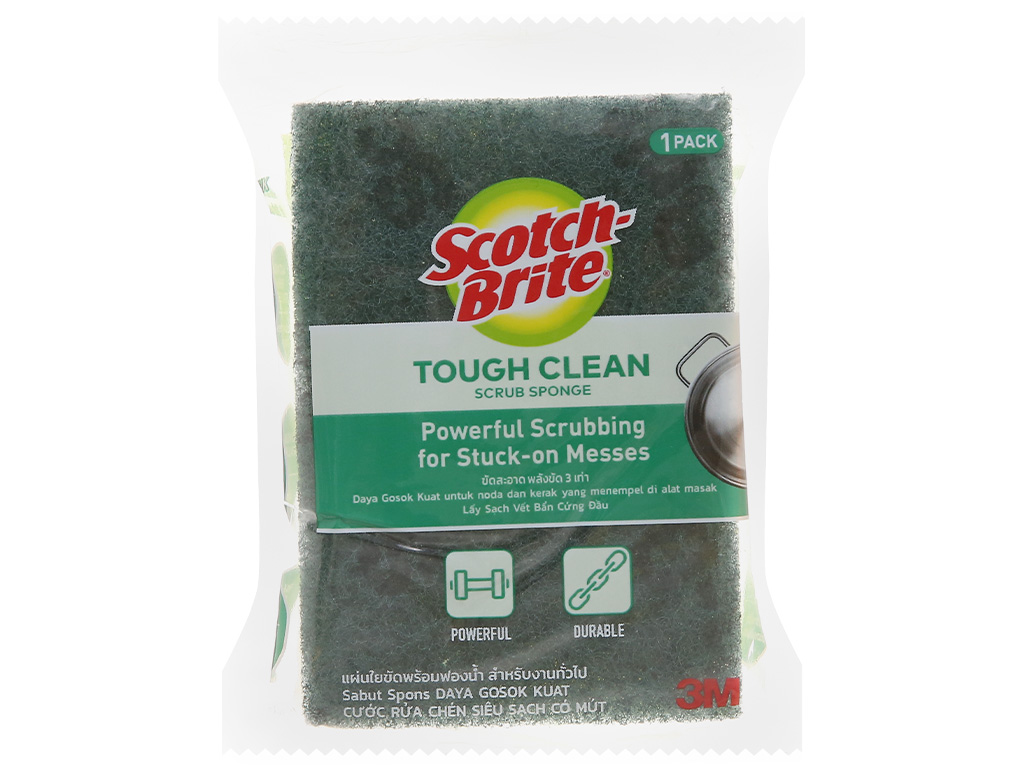 1 PACK
Scotch-
Brite®
TOUGH CLEAN
SCRUB SPONGE
Powerful Scrubbing
for Stuck-on Messes
ขัดสะอาด พลังขัด 3 เท่า
Daya Gosok Kuat untuk noda dan kerak yang menempel di alat masak
Lấy Sạch Vết Bẩn Cứng Đầu
POWERFUL
DURABLE
แผ่นใยขัดพร้อมฟองน้ำ สำหรับงานทั่วไป
Sabut Spons DAYA GOSOK KUAT
CƯỚC RỬA CHÉN SIÊU SẠCH CÓ MÚT
3M